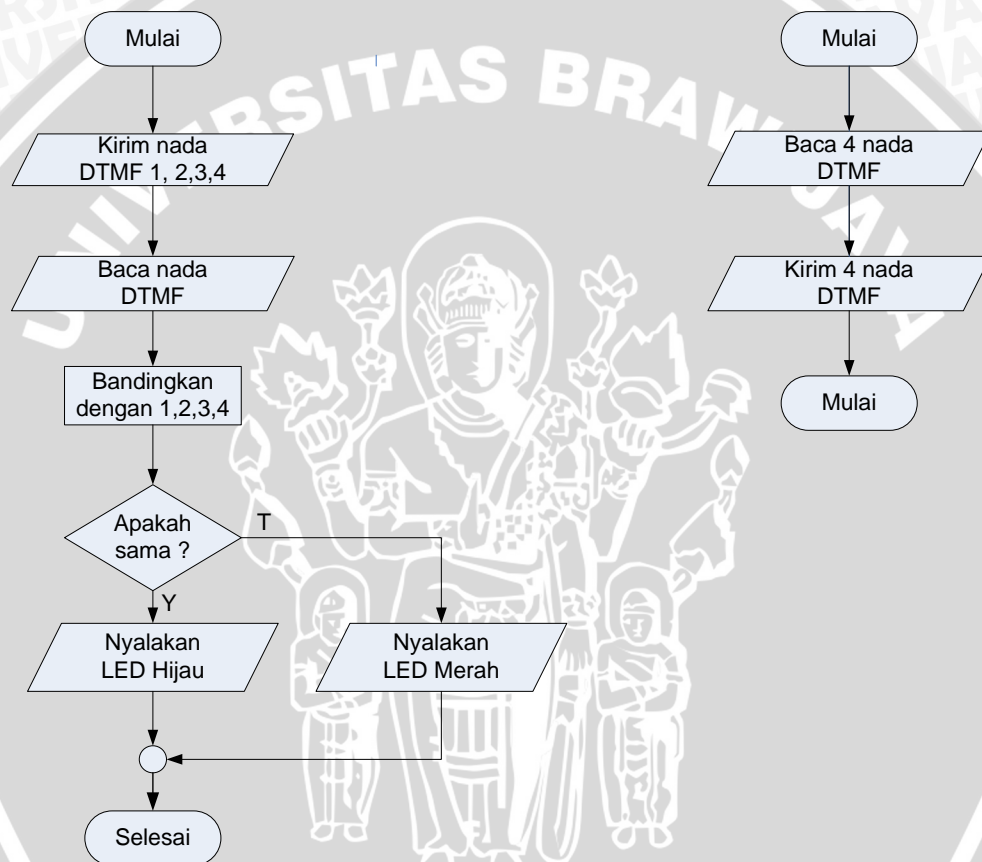 UNIVERSITAS BRAWIJAYA
Mulai
Kirim nada
DTMF 1, 2,3,4
Baca nada
DTMF
Bandingkan
dengan 1,2,3,4
Apakah
sama ?
T
Y
Nyalakan
LED Hijau
Nyalakan
LED Merah
Selesai
Mulai
Baca 4 nada
DTMF
Kirim 4 nada
DTMF
Mulai